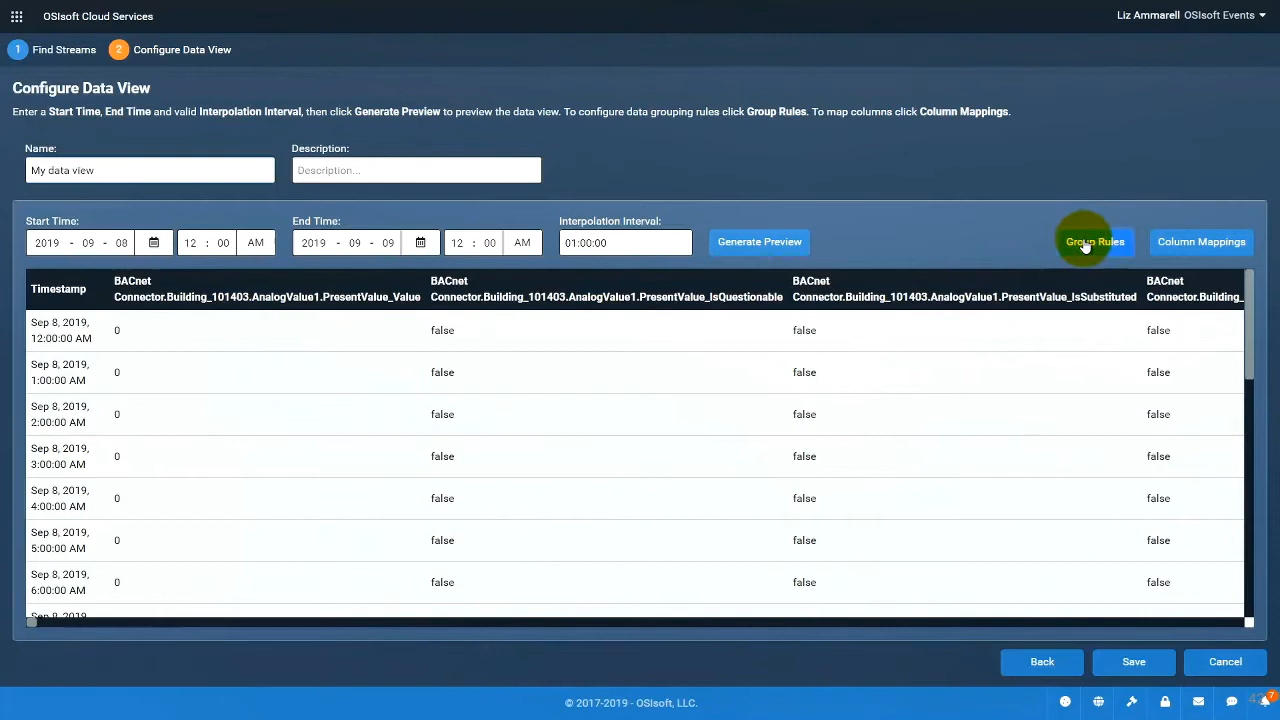 OSIsoft Cloud Services
Liz Ammarell OSIsoft Events
1 Find Streams 2 Configure Data View
Configure Data View
Enter a Start Time, End Time and valid Interpolation Interval, then click Generate Preview to preview the data view. To configure data grouping rules click Group Rules. To map columns click Column Mappings.
Name: Description:
My data view Description...
Start Time: End Time: Interpolation Interval:
2019 - 09 - 08 12 : 00 AM 2019 - 09 - 09 12 : 00 AM 01:00:00 Generate Preview Group Rules Column Mappings
Timestamp
BACnet
Connector.Building_101403.AnalogValue1.PresentValue_Value
BACnet
Connector.Building_101403.AnalogValue1.PresentValue_IsQuestionable
BACnet
Connector.Building_101403.AnalogValue1.PresentValue_IsSubstituted
BACnet
Connector.Building_
Sep 8, 2019,
12:00:00 AM 0 false false false
Sep 8, 2019,
1:00:00 AM 0 false false false
Sep 8, 2019,
2:00:00 AM 0 false false false
Sep 8, 2019,
3:00:00 AM 0 false false false
Sep 8, 2019,
4:00:00 AM 0 false false false
Sep 8, 2019,
5:00:00 AM 0 false false false
Sep 8, 2019,
6:00:00 AM 0 false false false
Sep 8, 2019,
Back Save Cancel
© 2017-2019 - OSIsoft, LLC.
7